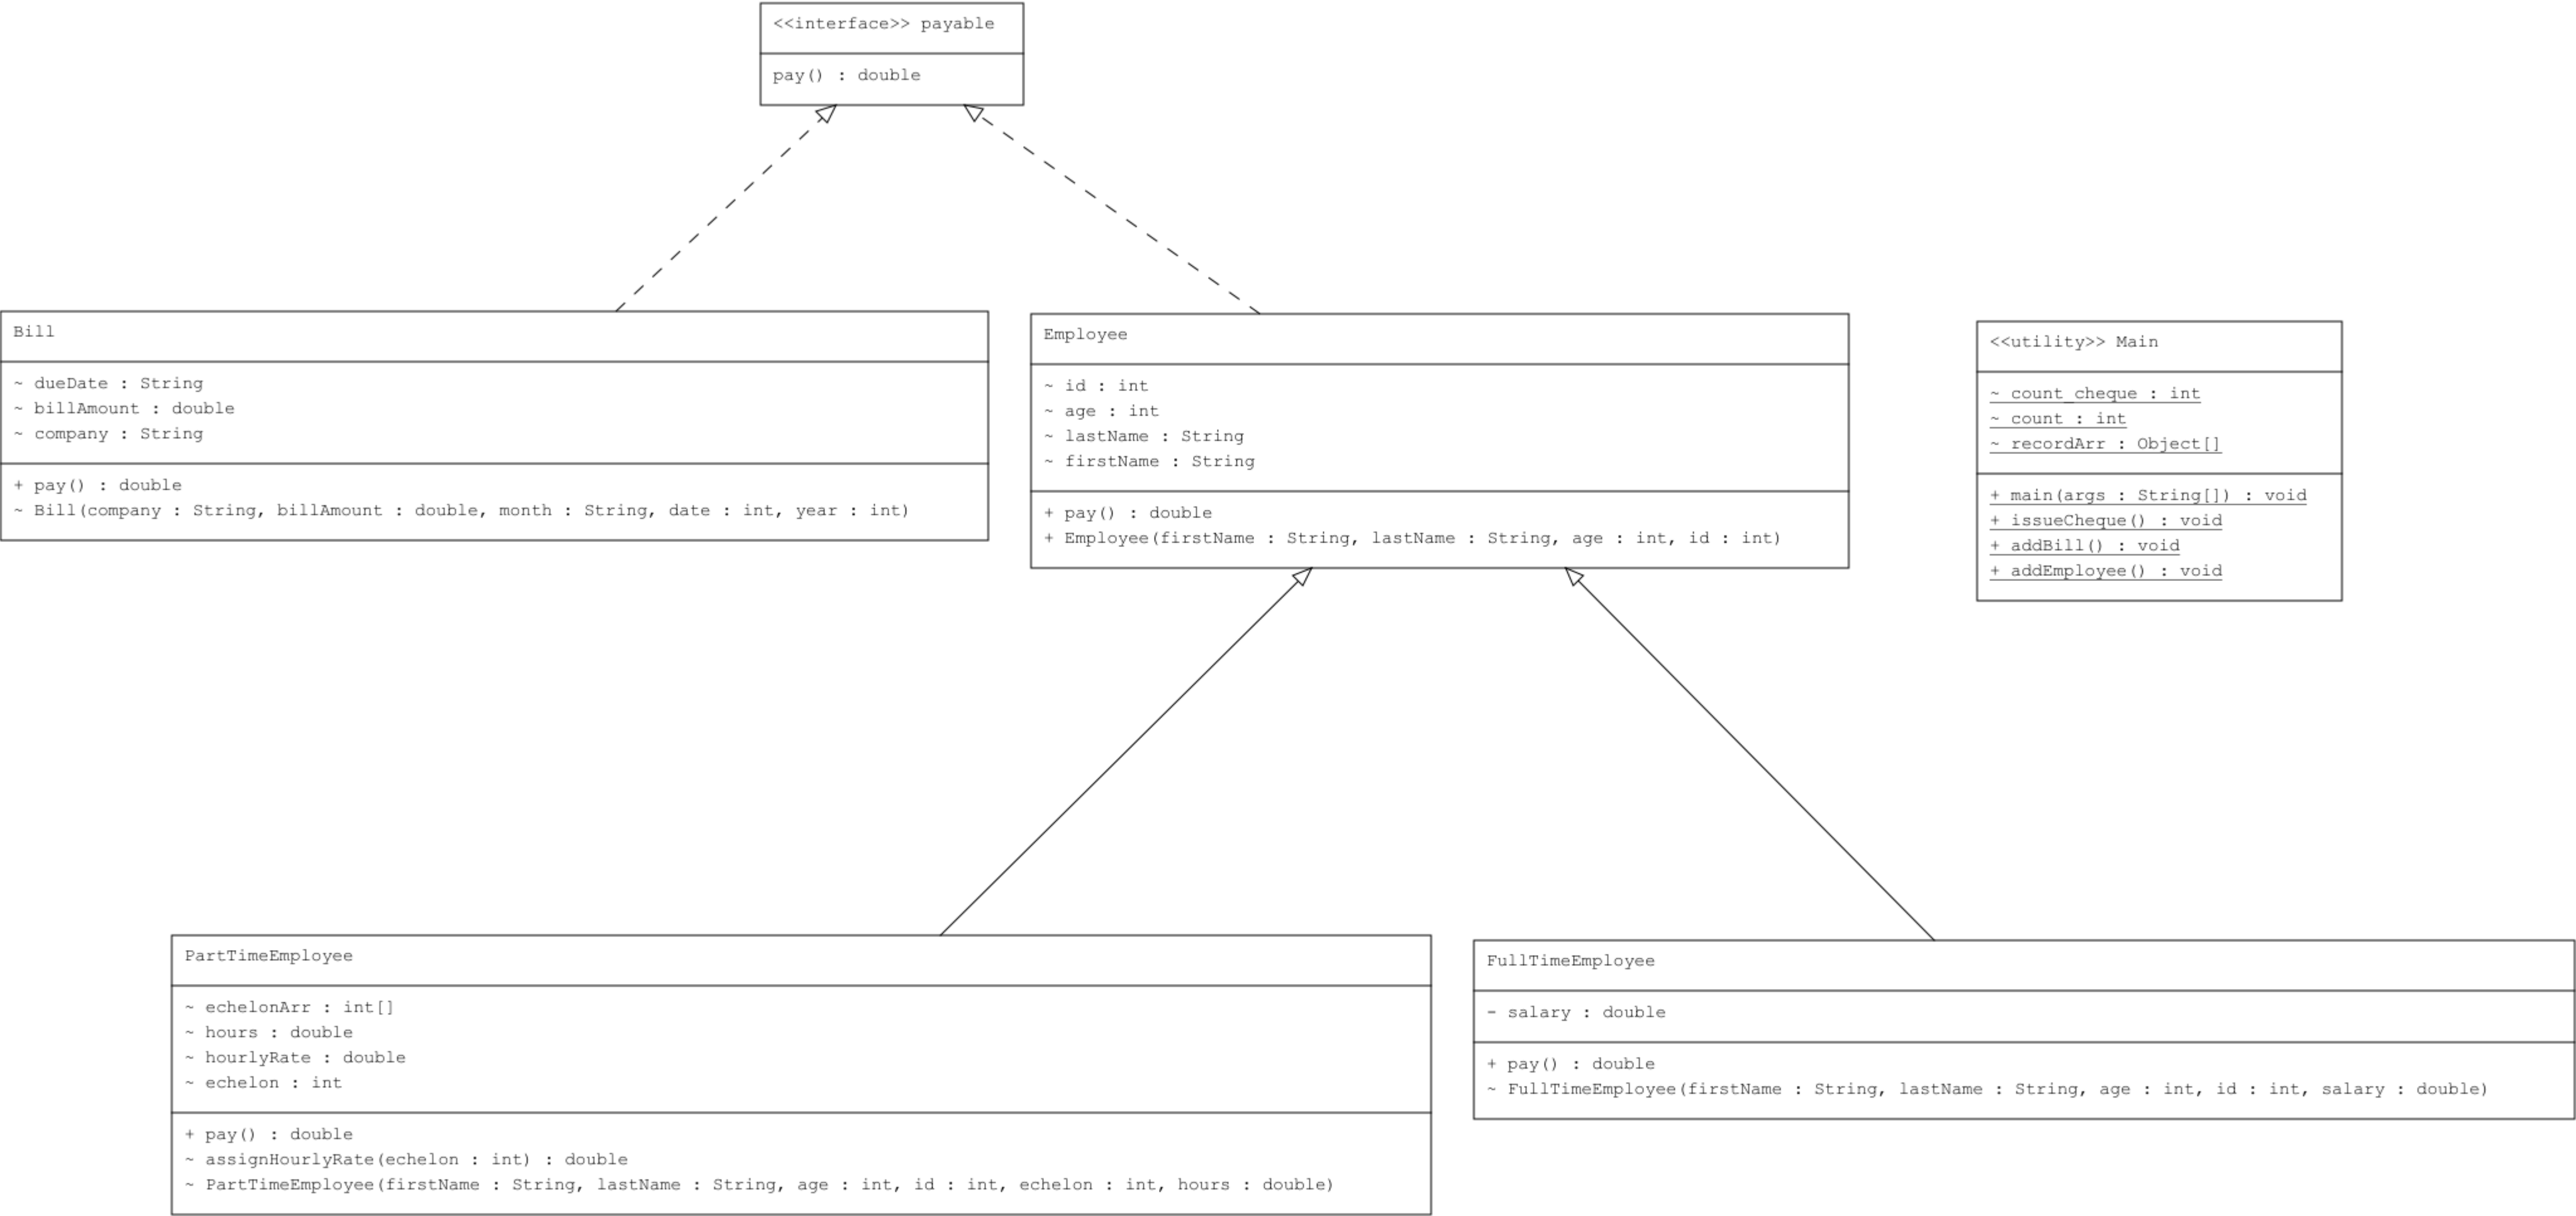 <<interface>> payable
pay() : double
Bill
~ dueDate : String
~ billAmount : double
~ company : String
+ pay() : double
~ Bill(company : String, billAmount : double, month : String, date : int, year : int)
Employee
~ id : int
~ age : int
~ lastName : String
~ firstName : String
+ pay() : double
+ Employee(firstName : String, lastName : String, age : int, id : int)
<<utility>> Main
~ count_cheque : int
~ count : int
~ recordArr : Object[]
+ main(args : String[]) : void
+ issueCheque() : void
+ addBill() : void
+ addEmployee() : void
PartTimeEmployee
~ echelonArr : int[]
~ hours : double
~ hourlyRate : double
~ echelon : int
+ pay() : double
~ assignHourlyRate(echelon : int) : double
~ PartTimeEmployee(firstName : String, lastName : String, age : int, id : int, echelon : int, hours : double)
FullTimeEmployee
- salary : double
+ pay() : double
~ FullTimeEmployee(firstName : String, lastName : String, age : int, id : int, salary : double)